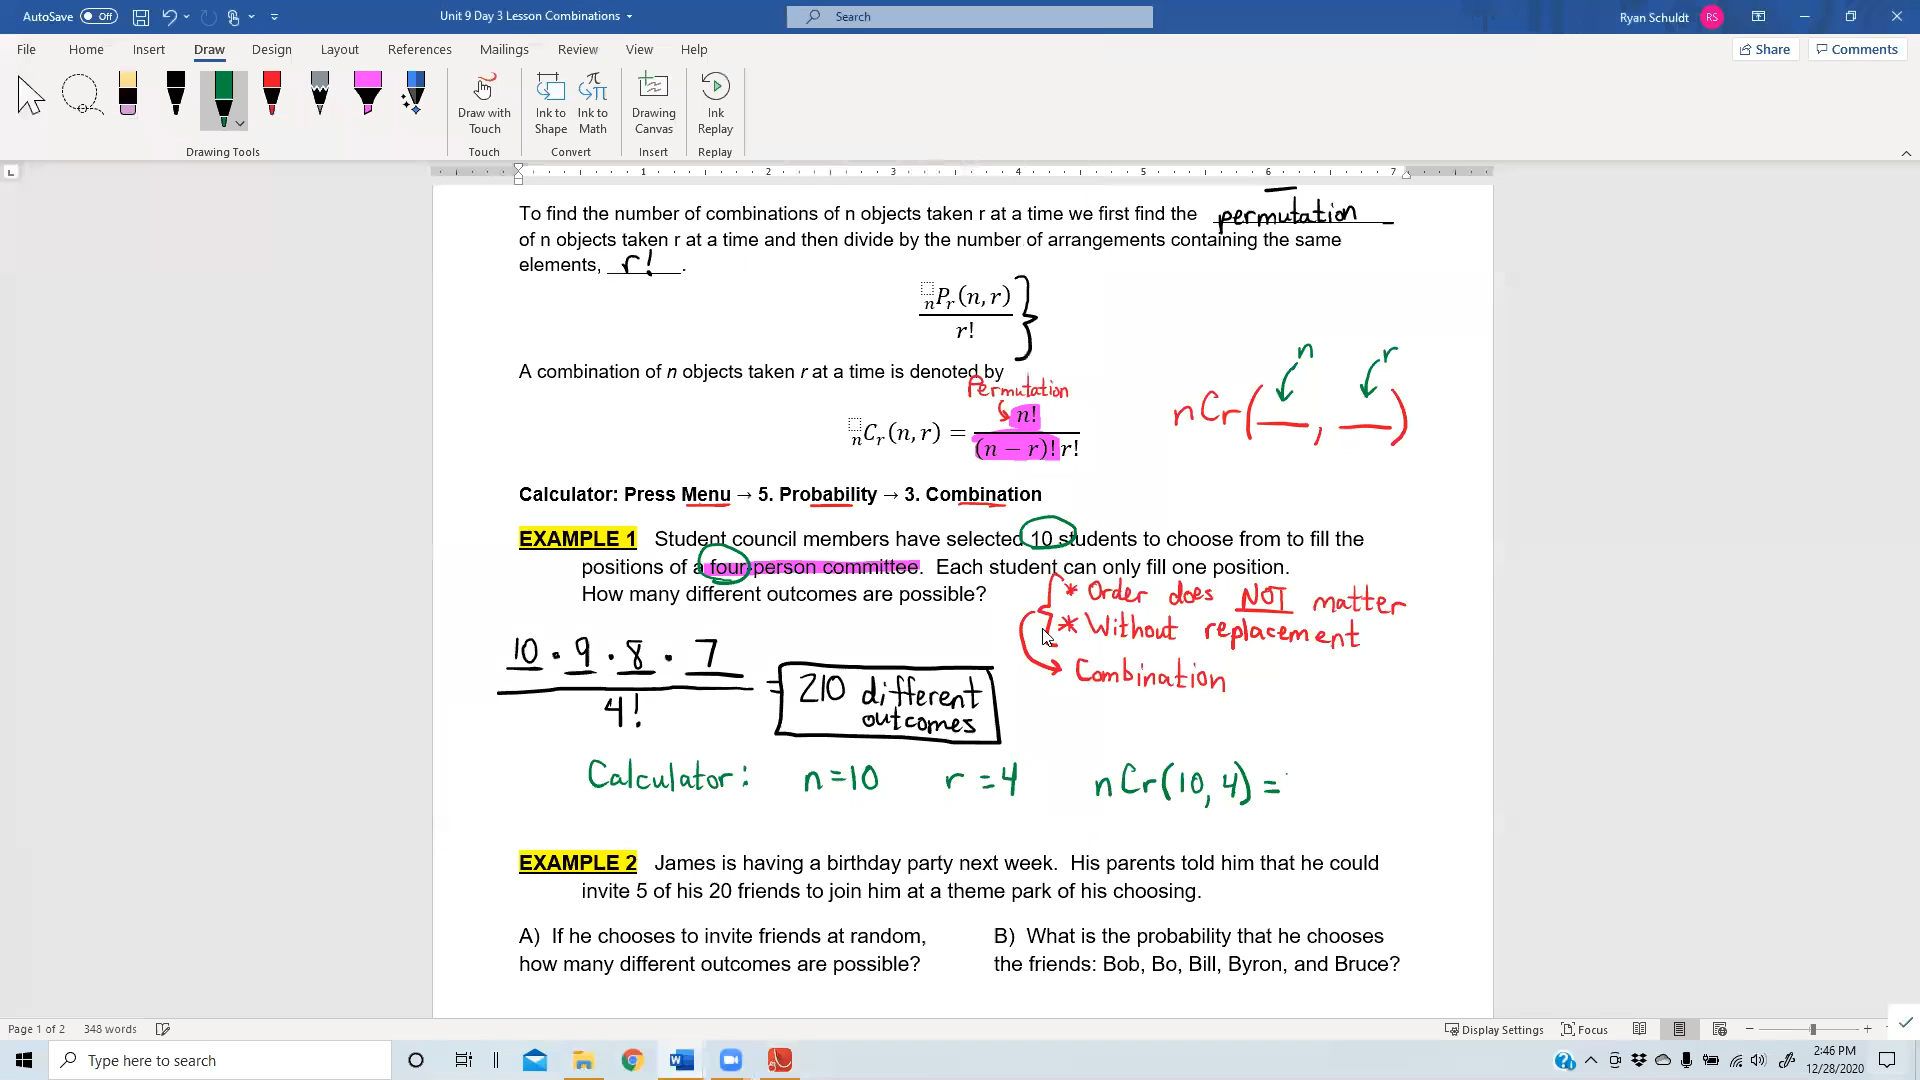 AutoSave Off Unit 9 Day 3 Lesson Combinations Search Ryan Schuldt RS
File Home Insert Draw Design Layout References Mailings Review View Help Share Comments
Draw with Touch Ink to Shape Ink to Math Drawing Canvas Ink Replay
Drawing Tools Touch Convert Insert Replay
1 2 3 4 5 6 7
To find the number of combinations of n objects taken r at a time we first find the permutation
of n objects taken r at a time and then divide by the number of arrangements containing the same
elements, r! .
nPr(n, r)
r!
n r
A combination of n objects taken r at a time is denoted by
Permutation
nCr(n, r) = n! / (n − r)! r!
nCr(__, __)
Calculator: Press Menu → 5. Probability → 3. Combination
EXAMPLE 1 Student council members have selected 10 students to choose from to fill the
positions of a four-person committee. Each student can only fill one position.
How many different outcomes are possible?
* Order does NOT matter
* Without replacement
Combination
10 · 9 · 8 · 7
4!
= 210 different outcomes
Calculator: n=10 r=4 nCr(10, 4) =
EXAMPLE 2 James is having a birthday party next week. His parents told him that he could
invite 5 of his 20 friends to join him at a theme park of his choosing.
A) If he chooses to invite friends at random,
how many different outcomes are possible?
B) What is the probability that he chooses
the friends: Bob, Bo, Bill, Byron, and Bruce?
Page 1 of 2 348 words Display Settings Focus
Type here to search
2:46 PM
12/28/2020